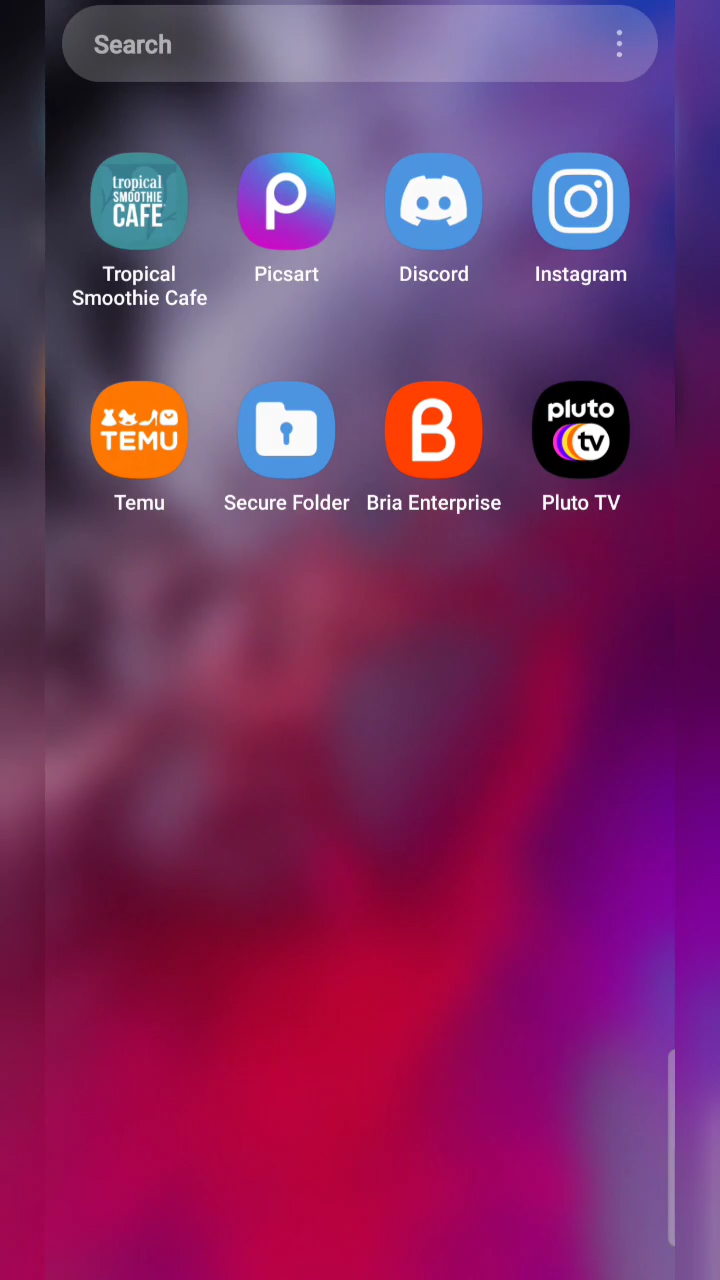 Search
tropical
SMOOTHIE
CAFE
Tropical
Smoothie Cafe
Picsart
Discord
Instagram
TEMU
Temu
Secure Folder
B
Bria Enterprise
pluto
tv
Pluto TV